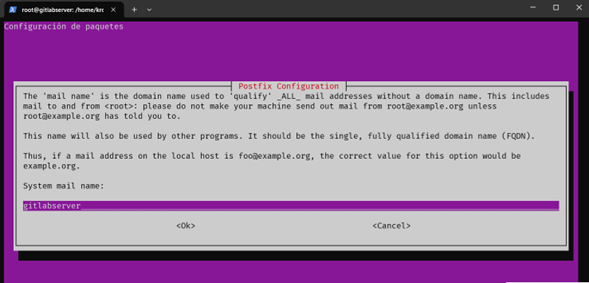 root@gitlabserver: /home/krc
Configuración de paquetes
Postfix Configuration
The 'mail name' is the domain name used to 'qualify' _ALL_ mail addresses without a domain name. This includes
mail to and from <root>: please do not make your machine send out mail from root@example.org unless
root@example.org has told you to.
This name will also be used by other programs. It should be the single, fully qualified domain name (FQDN).
Thus, if a mail address on the local host is foo@example.org, the correct value for this option would be
example.org.
System mail name:
gitlabserver
<Ok> <Cancel>